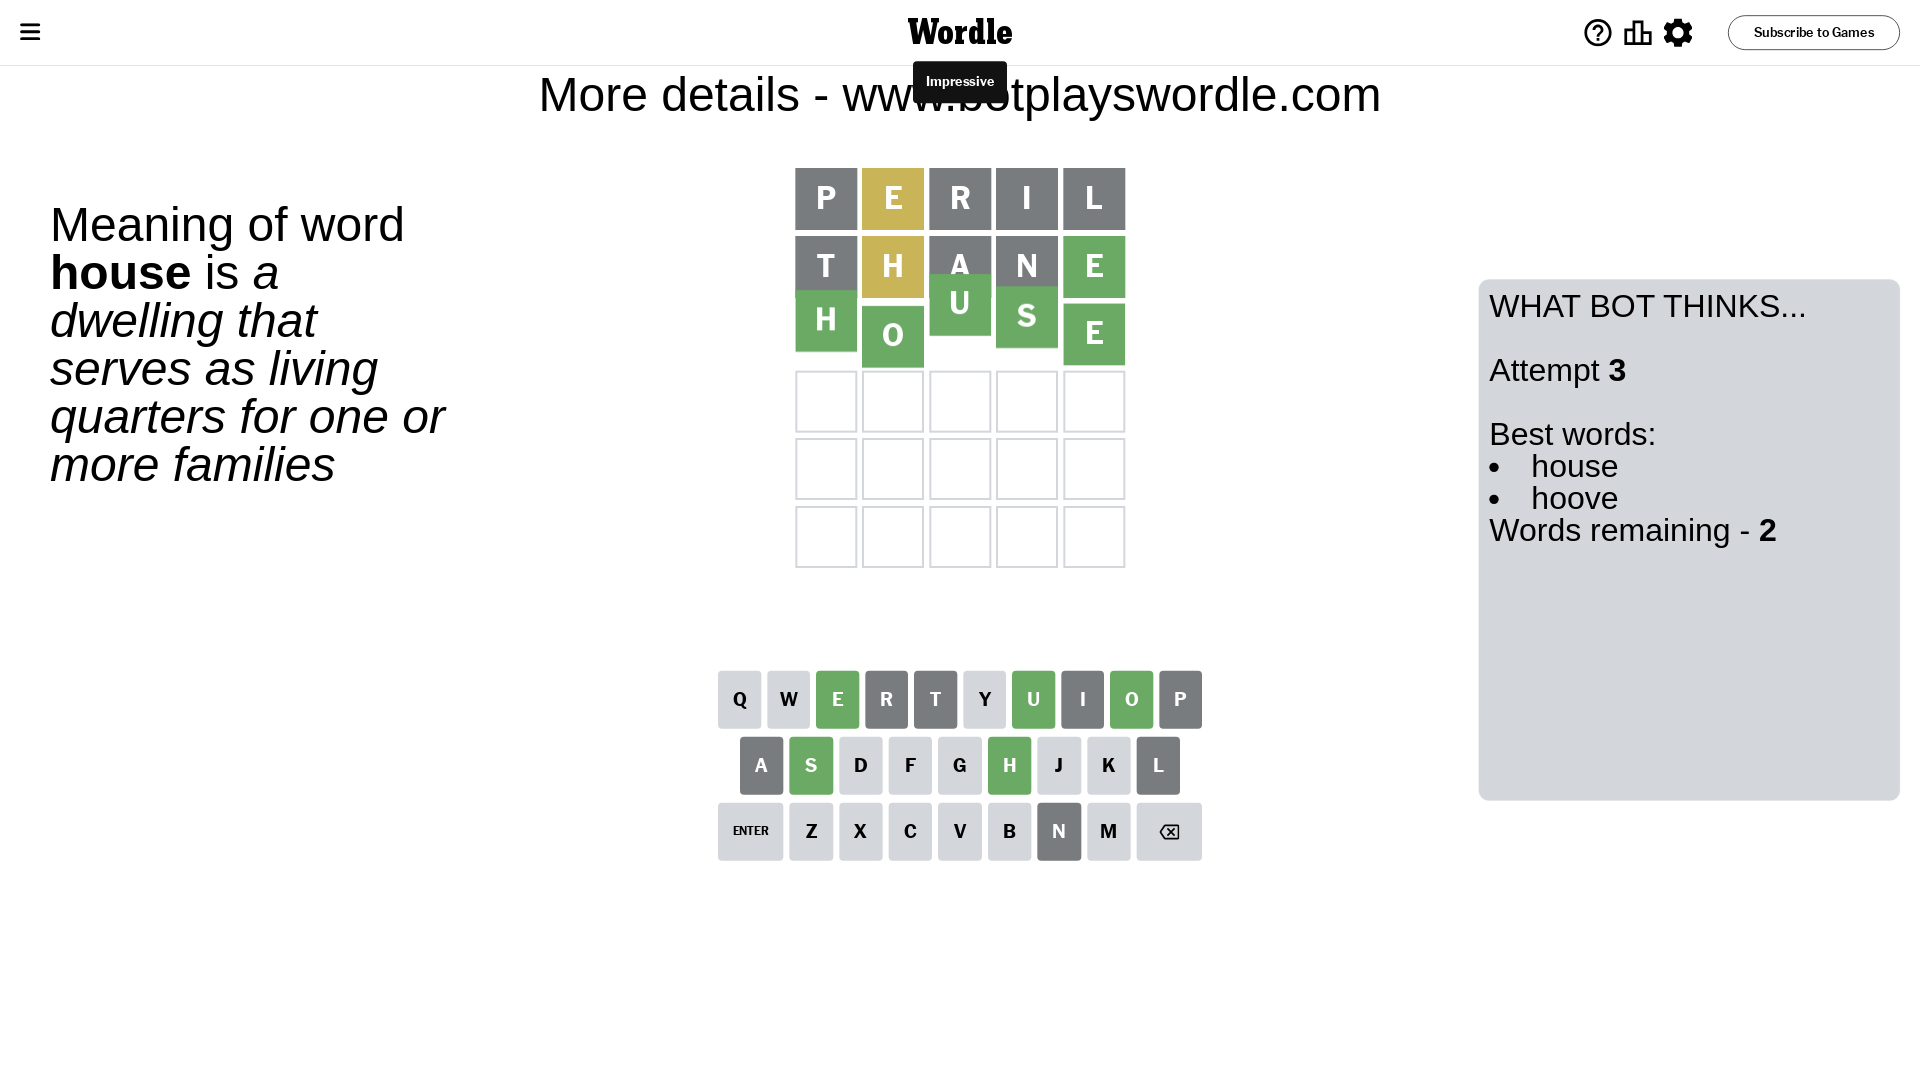 Wordle
Subscribe to Games
Impressive
More details - www.botplayswordle.com
Meaning of word
house is a
dwelling that
serves as living
quarters for one or
more families
P E R I L
T H A N E
H O U S E
WHAT BOT THINKS...
Attempt 3
Best words:
• house
• hoove
Words remaining - 2
Q W E R T Y U I O P
A S D F G H J K L
ENTER Z X C V B N M